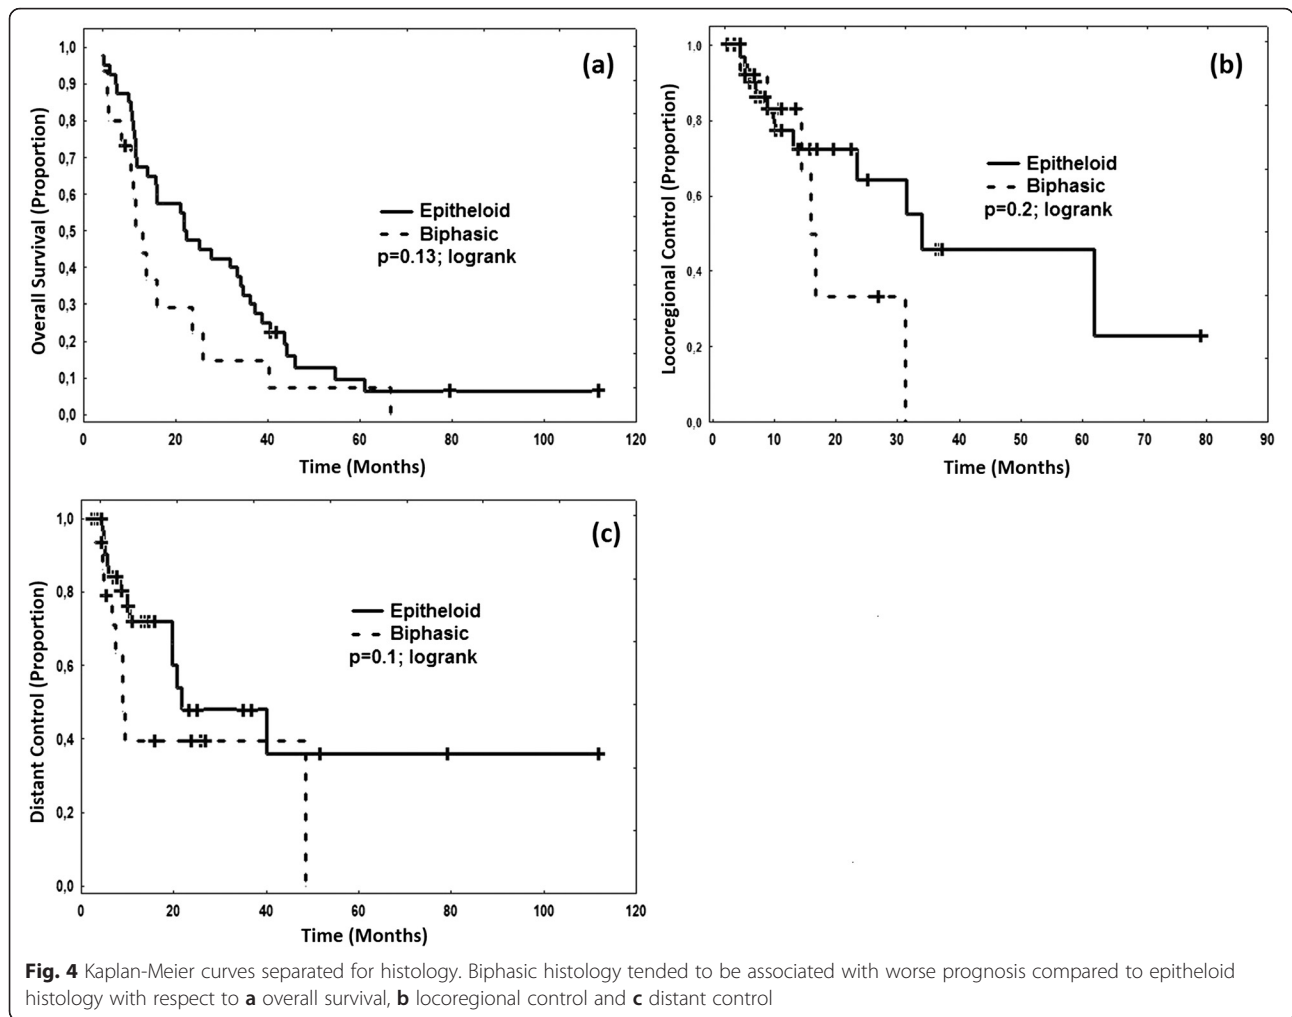 (a)
Overall Survival (Proportion)
1,0
0,9
0,8
0,7
0,6
0,5
0,4
0,3
0,2
0,1
0,0
Epitheloid
Biphasic
p=0.13; logrank
0 20 40 60 80 100 120
Time (Months)
(b)
Locoregional Control (Proportion)
1,0
0,8
0,6
0,4
0,2
0,0
Epitheloid
Biphasic
p=0.2; logrank
0 10 20 30 40 50 60 70 80 90
Time (Months)
(c)
Distant Control (Proportion)
1,0
0,8
0,6
0,4
0,2
0,0
Epitheloid
Biphasic
p=0.1; logrank
0 20 40 60 80 100 120
Time (Months)
Fig. 4 Kaplan-Meier curves separated for histology. Biphasic histology tended to be associated with worse prognosis compared to epitheloid
histology with respect to a overall survival, b locoregional control and c distant control